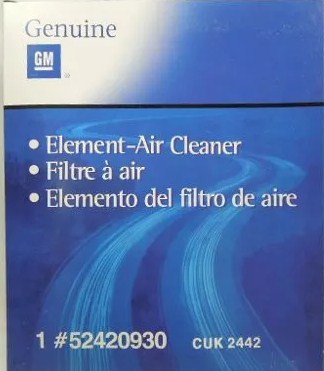 Genuine
GM
• Element-Air Cleaner
• Filtre à air
• Elemento del filtro de aire
1 #52420930 CUK 2442